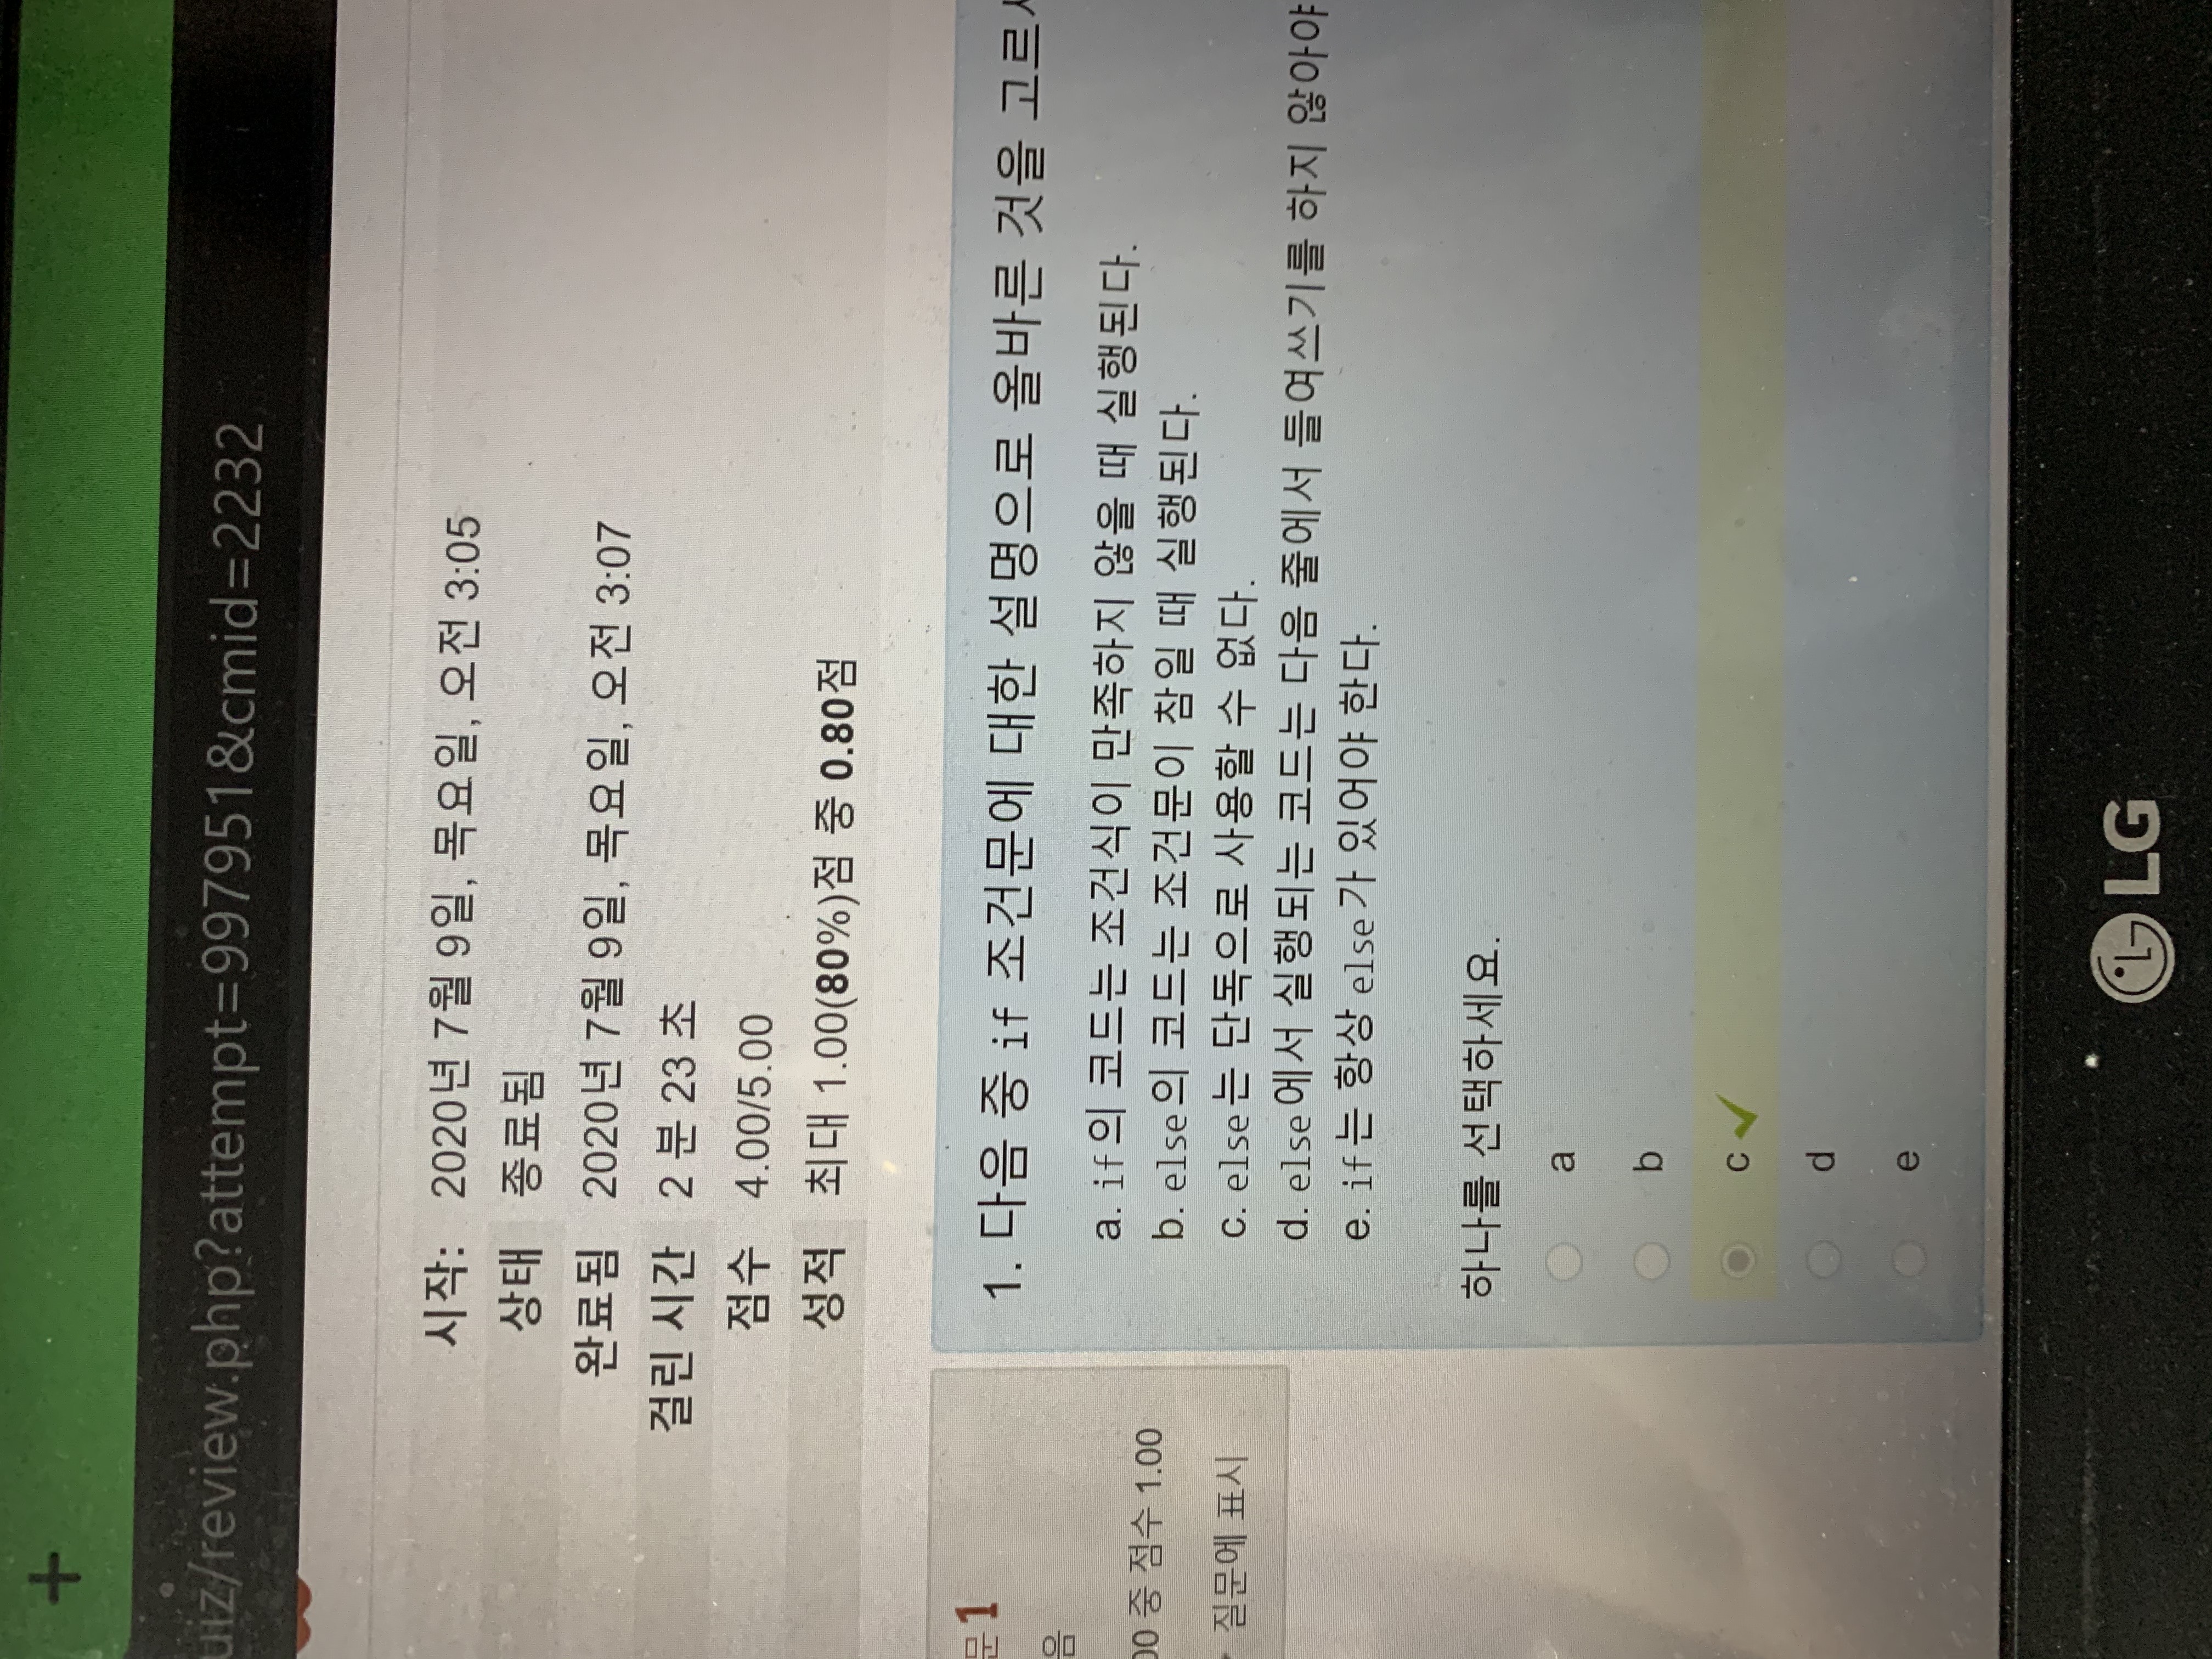 +
uiz/review.php?attempt=997951&cmid=2232
시작: 2020년 7월 9일, 목요일, 오전 3:05
상태 종료됨
완료됨 2020년 7월 9일, 목요일, 오전 3:07
걸린 시간 2 분 23 초
점수 4.00/5.00
성적 최대 1.00(80%)점 중 0.80점
문 1
음
00 중 점수 1.00
질문에 표시
1. 다음 중 if 조건문에 대한 설명으로 올바른 것을 고르
a. if의 코드는 조건식이 만족하지 않을 때 실행된다.
b. else의 코드는 조건문이 참일 때 실행된다.
c. else는 단독으로 사용할 수 없다.
d. else에서 실행되는 코드는 다음 줄에서 들여쓰기를 하지 않아야
e. if는 항상 else가 있어야 한다.
하나를 선택하세요.
a
b
c
d
e
LG